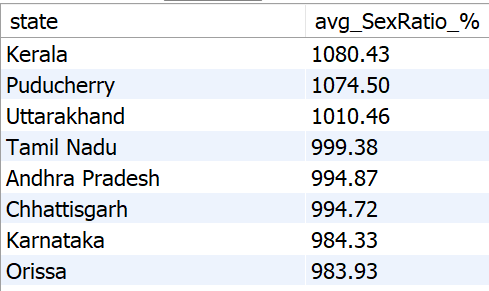 state avg_SexRatio_%
Kerala 1080.43
Puducherry 1074.50
Uttarakhand 1010.46
Tamil Nadu 999.38
Andhra Pradesh 994.87
Chhattisgarh 994.72
Karnataka 984.33
Orissa 983.93